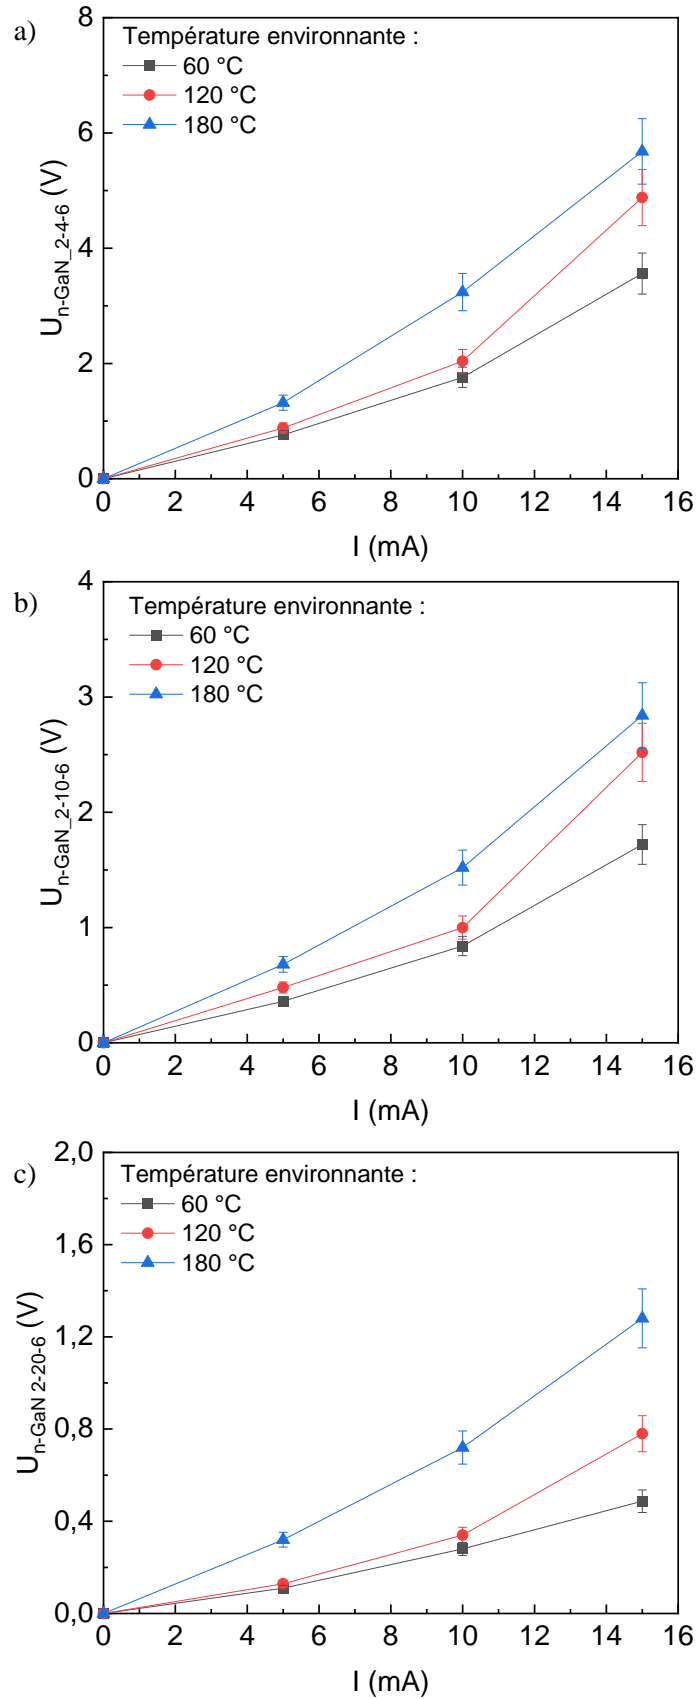 a)
Température environnante :
60 °C
120 °C
180 °C
8
6
4
2
0
U n-GaN_2-4-6 (V)
0 2 4 6 8 10 12 14 16
I (mA)
b)
Température environnante :
60 °C
120 °C
180 °C
4
3
2
1
0
U n-GaN_2-10-6 (V)
0 2 4 6 8 10 12 14 16
I (mA)
c)
Température environnante :
60 °C
120 °C
180 °C
2,0
1,6
1,2
0,8
0,4
0,0
U n-GaN 2-20-6 (V)
0 2 4 6 8 10 12 14 16
I (mA)